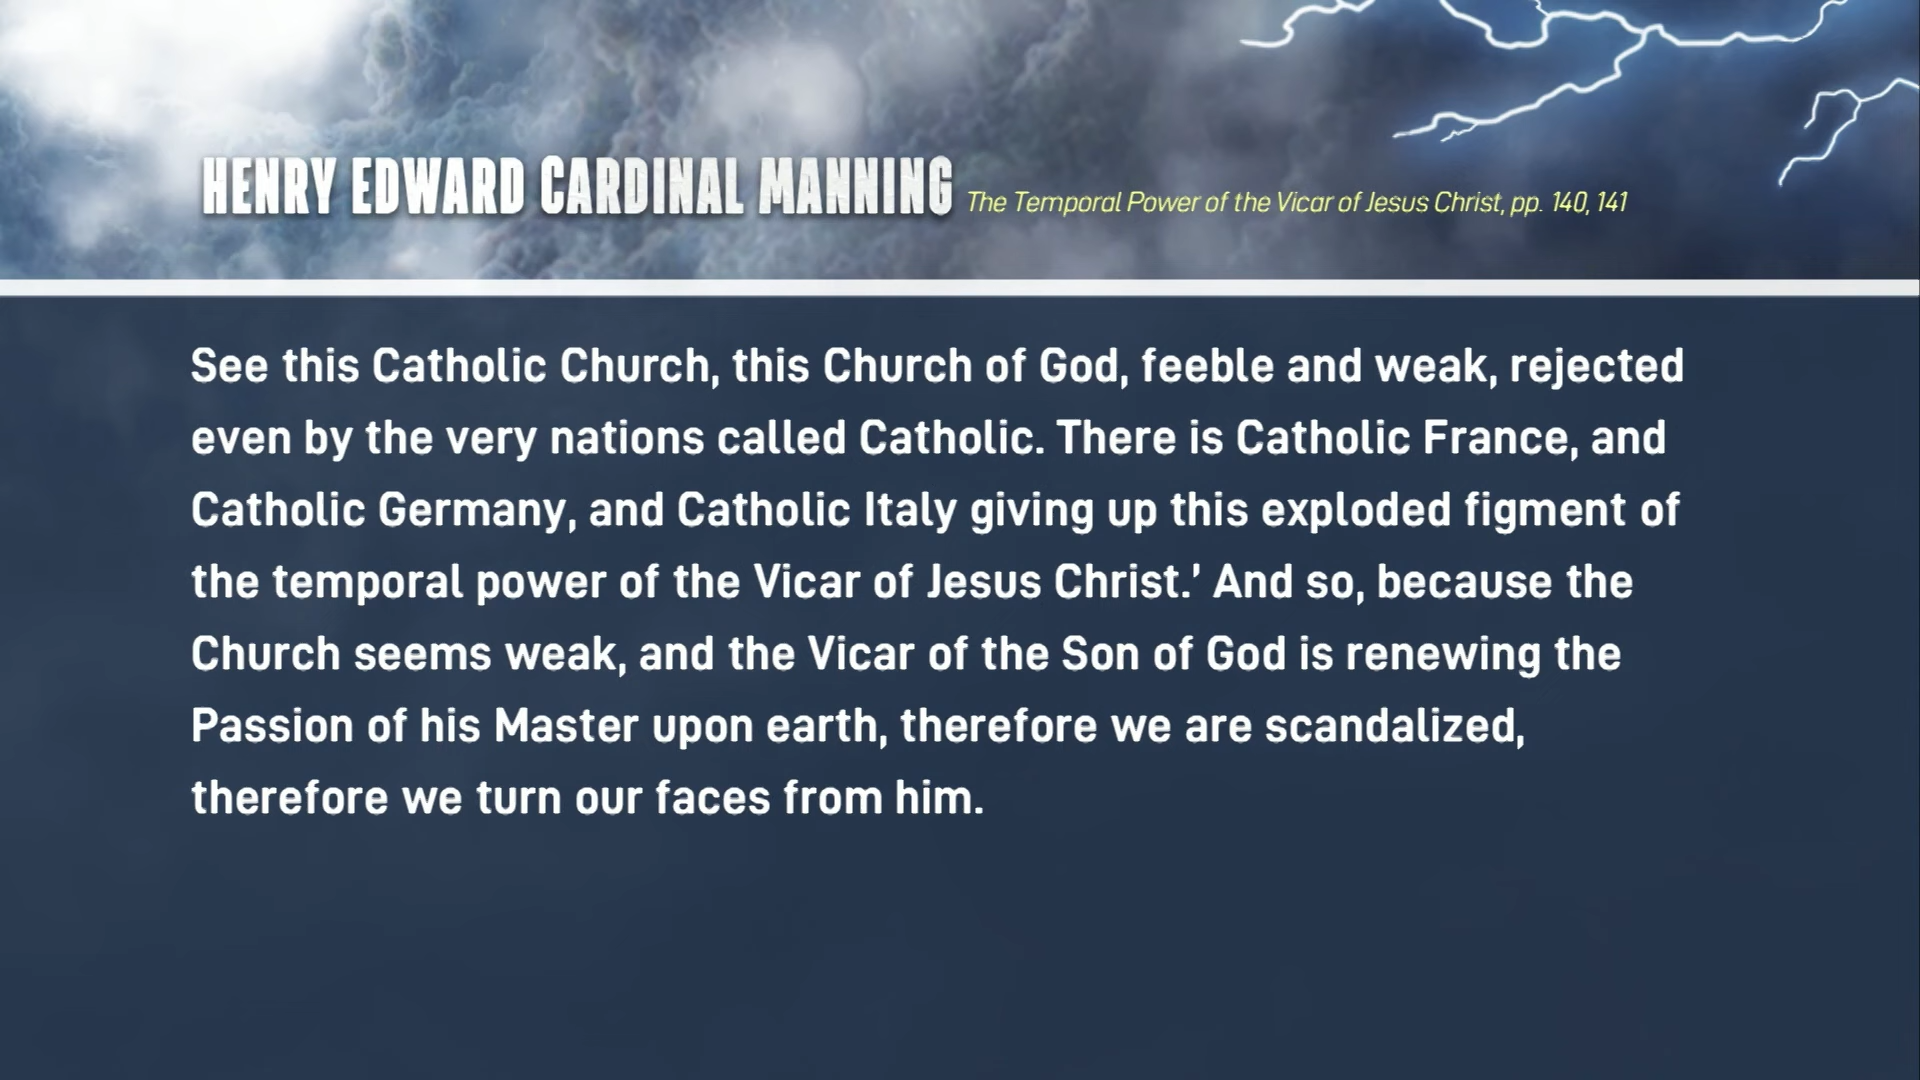 HENRY EDWARD CARDINAL MANNING The Temporal Power of the Vicar of Jesus Christ, pp. 140, 141
See this Catholic Church, this Church of God, feeble and weak, rejected
even by the very nations called Catholic. There is Catholic France, and
Catholic Germany, and Catholic Italy giving up this exploded figment of
the temporal power of the Vicar of Jesus Christ.’ And so, because the
Church seems weak, and the Vicar of the Son of God is renewing the
Passion of his Master upon earth, therefore we are scandalized,
therefore we turn our faces from him.